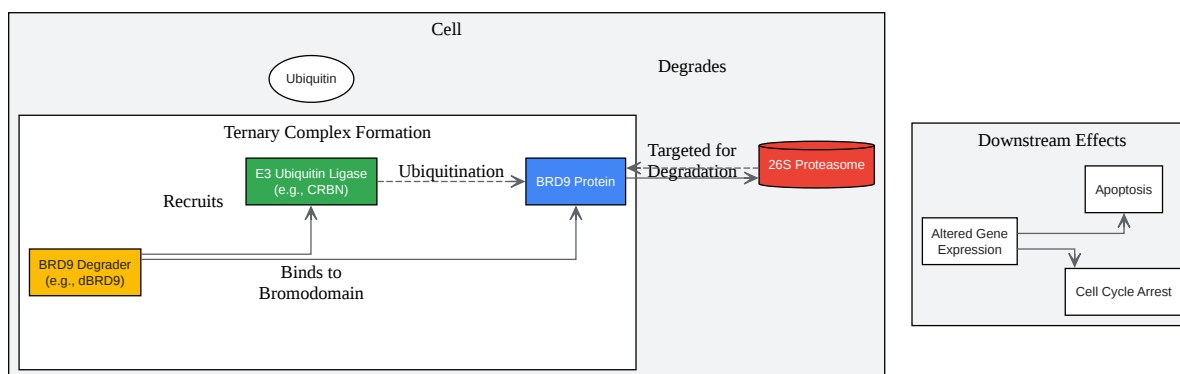 Cell
Ubiquitin
Degrades
Ternary Complex Formation
E3 Ubiquitin Ligase
(e.g., CRBN)
Ubiquitination
BRD9 Protein
Targeted for
Degradation
26S Proteasome
Recruits
BRD9 Degrader
(e.g., dBRD9)
Binds to
Bromodomain
Downstream Effects
Apoptosis
Altered Gene
Expression
Cell Cycle Arrest